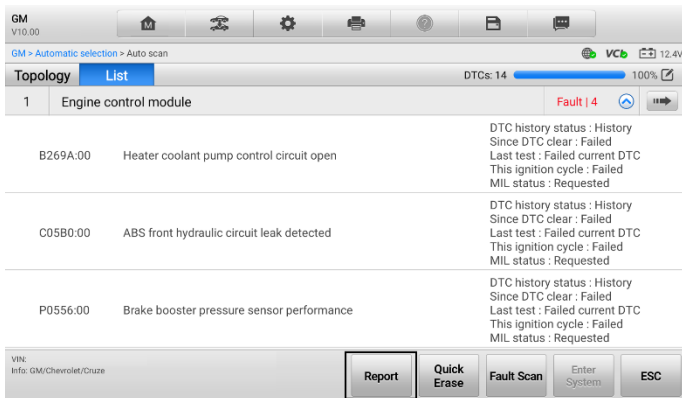 GM
V10.00
GM > Automatic selection > Auto scan
VCb 12.4V
Topology List DTCs: 14 100%
1 Engine control module Fault | 4
B269A:00 Heater coolant pump control circuit open
DTC history status : History
Since DTC clear : Failed
Last test : Failed current DTC
This ignition cycle : Failed
MIL status : Requested
C05B0:00 ABS front hydraulic circuit leak detected
DTC history status : History
Since DTC clear : Failed
Last test : Failed current DTC
This ignition cycle : Failed
MIL status : Requested
P0556:00 Brake booster pressure sensor performance
DTC history status : History
Since DTC clear : Failed
Last test : Failed current DTC
This ignition cycle : Failed
MIL status : Requested
VIN:
Info: GM/Chevrolet/Cruze
Report
Quick
Erase
Fault Scan
Enter
System
ESC